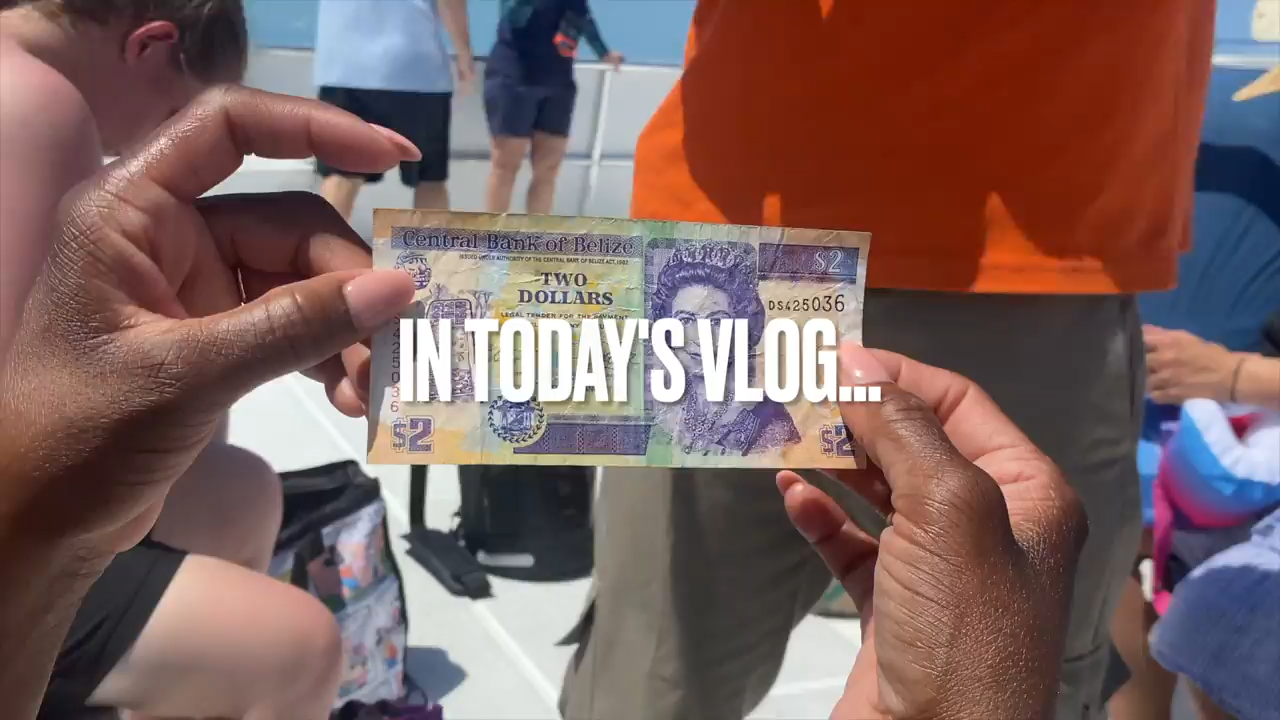 Central Bank of Belize
ISSUED UNDER AUTHORITY OF THE CENTRAL BANK OF BELIZE ACT, 1982
$2
TWO
DOLLARS
DS425036
LEGAL TENDER FOR THE PAYMENT
IN TODAY'S VLOG...
$2
$2